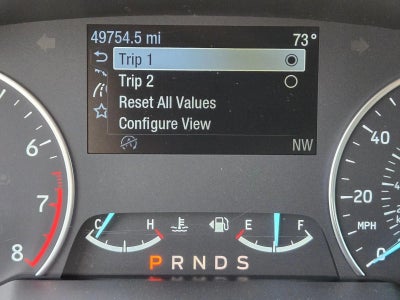 49754.5 mi 73°
Trip 1
Trip 2
Reset All Values
Configure View
NW
6
7
8
C H E F
P R N D S
40
20
MPH
0